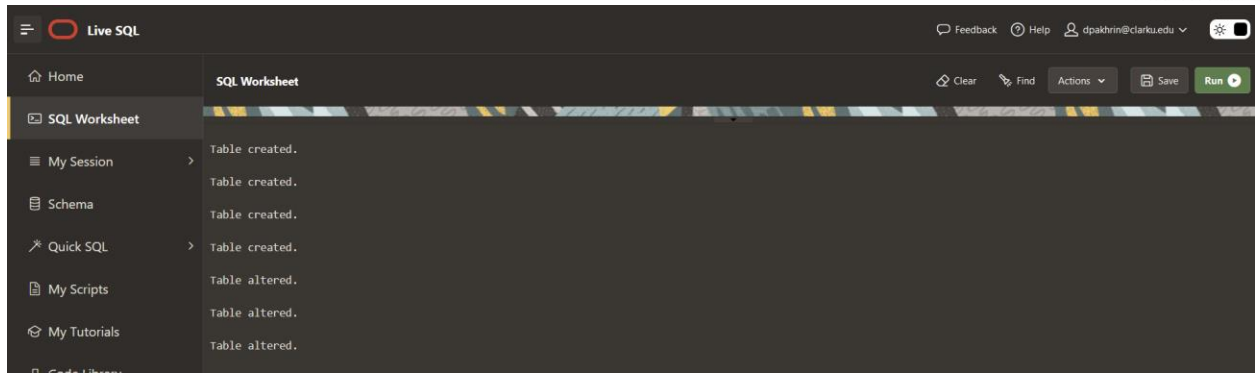 Live SQL
Feedback
Help
dpakhrin@clarku.edu
Home
SQL Worksheet
Clear
Find
Actions
Save
Run
SQL Worksheet
My Session
Schema
Quick SQL
My Scripts
My Tutorials
Code Library
Table created.
Table created.
Table created.
Table created.
Table altered.
Table altered.
Table altered.